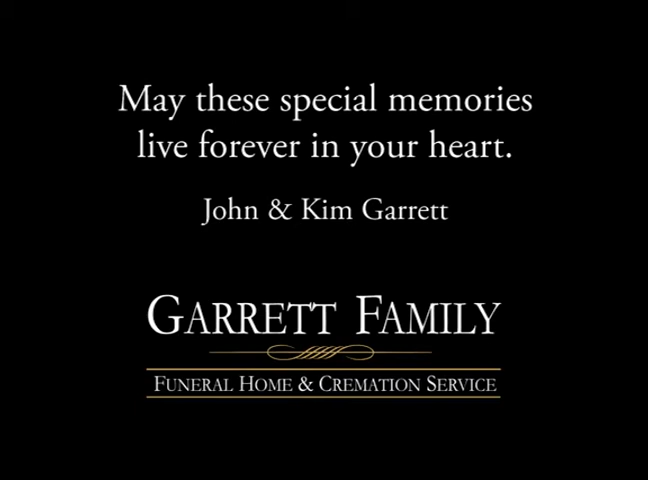 May these special memories
live forever in your heart.
John & Kim Garrett
GARRETT FAMILY
FUNERAL HOME & CREMATION SERVICE